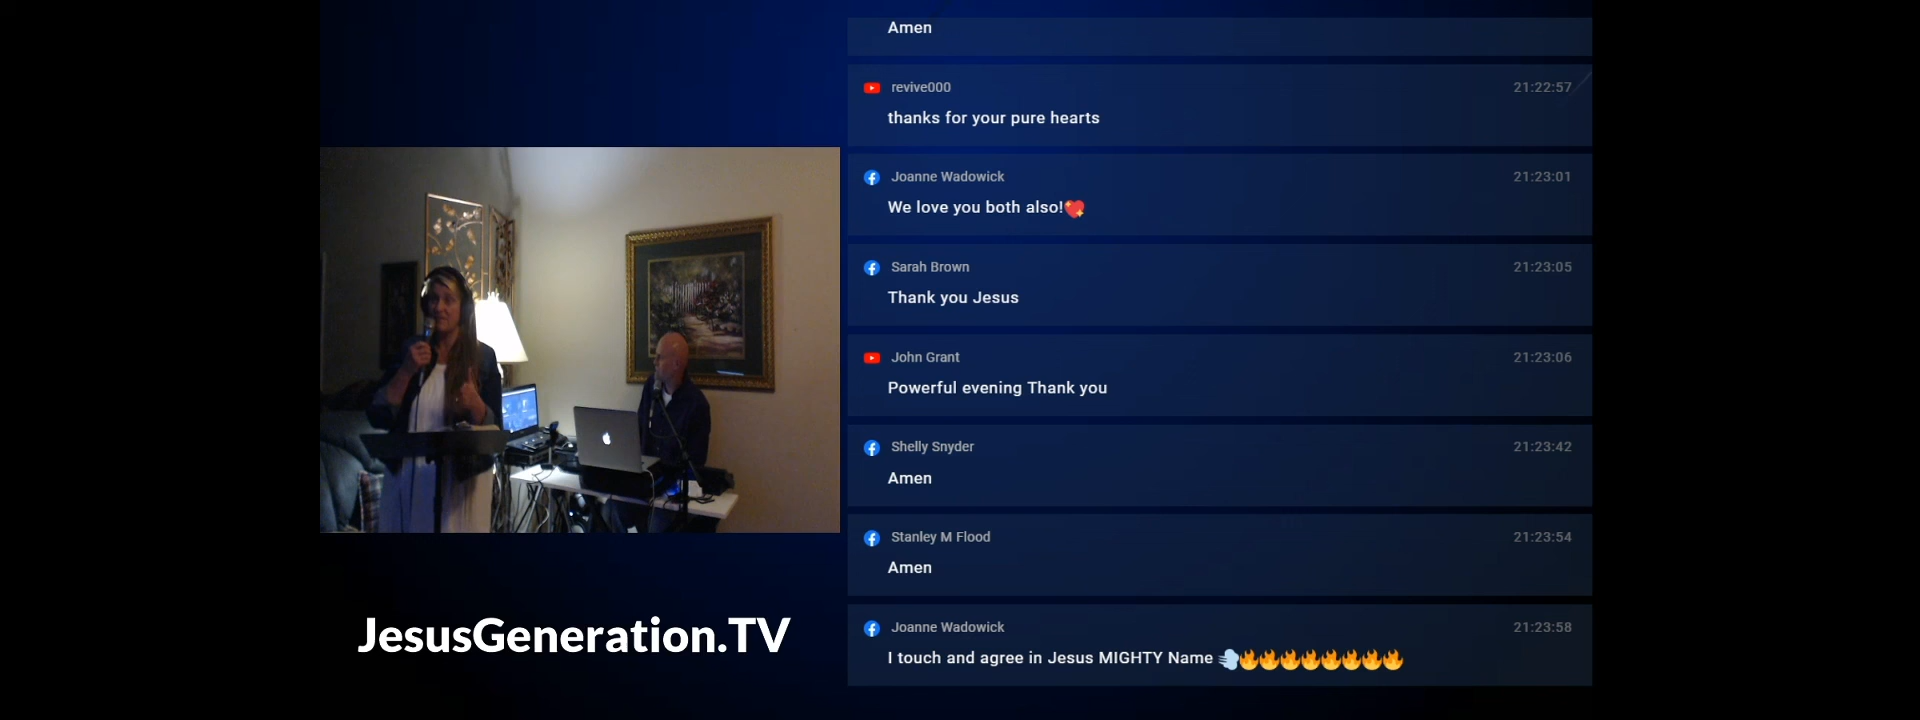 Amen
revive000 21:22:57
thanks for your pure hearts
Joanne Wadowick 21:23:01
We love you both also!💖
Sarah Brown 21:23:05
Thank you Jesus
John Grant 21:23:06
Powerful evening Thank you
Shelly Snyder 21:23:42
Amen
Stanley M Flood 21:23:54
Amen
Joanne Wadowick 21:23:58
I touch and agree in Jesus MIGHTY Name 💨🔥🔥🔥🔥🔥🔥🔥🔥
JesusGeneration.TV